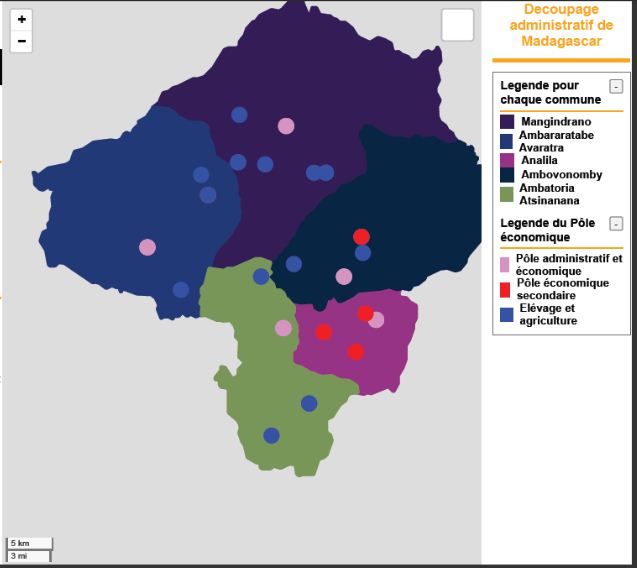 +
−
Decoupage
administratif de
Madagascar
Legende pour
chaque commune
-
Mangindrano
Ambararatabe
Avaratra
Analila
Ambovonomby
Ambatoria
Atsinanana
Legende du Pôle
économique
-
Pôle administratif et
économique
Pôle économique
secondaire
Elévage et
agriculture
5 km
3 mi